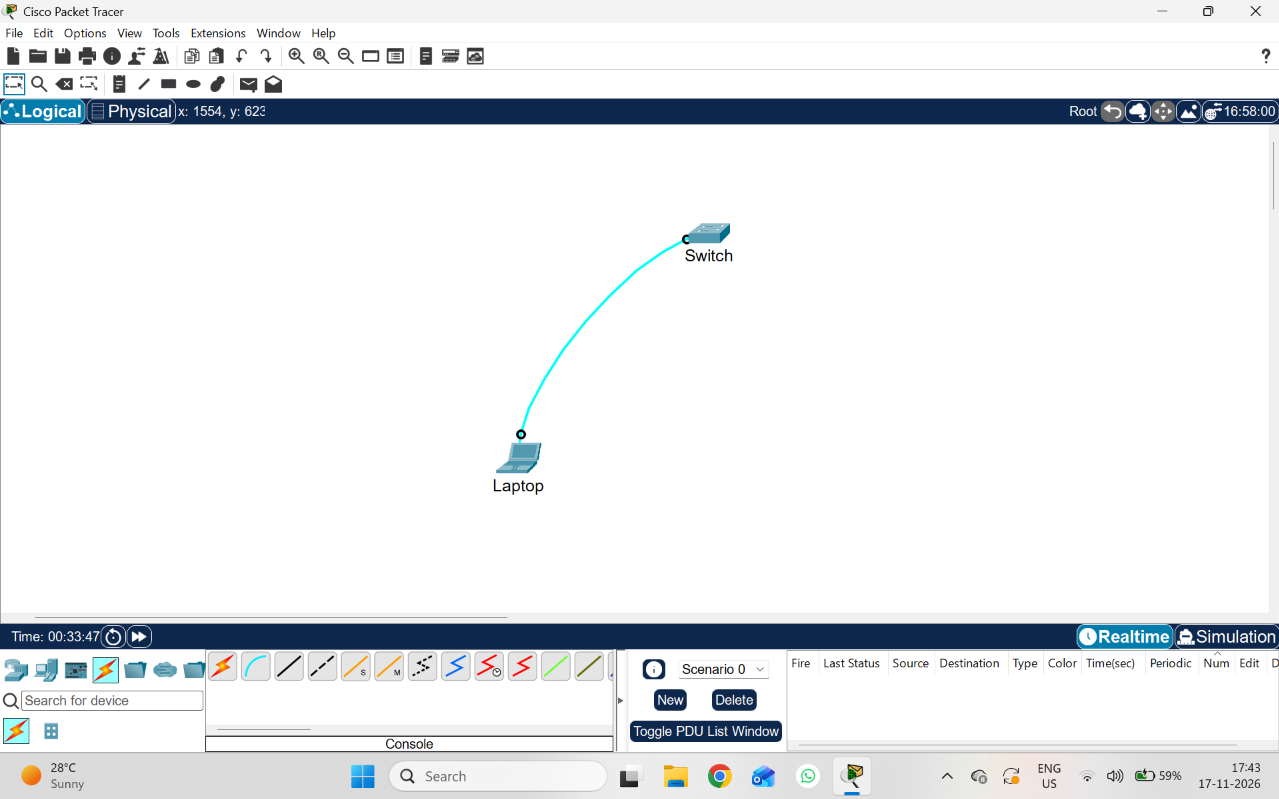 Cisco Packet Tracer
File Edit Options View Tools Extensions Window Help
?
Logical Physical x: 1554, y: 623 Root 16:58:00
Switch
Laptop
Time: 00:33:47 Realtime Simulation
S M
Scenario 0
Fire Last Status Source Destination Type Color Time(sec) Periodic Num Edit D
Search for device
New Delete
Toggle PDU List Window
Console
28°C
Sunny
Search
ENG
US
59%
17:43
17-11-2026